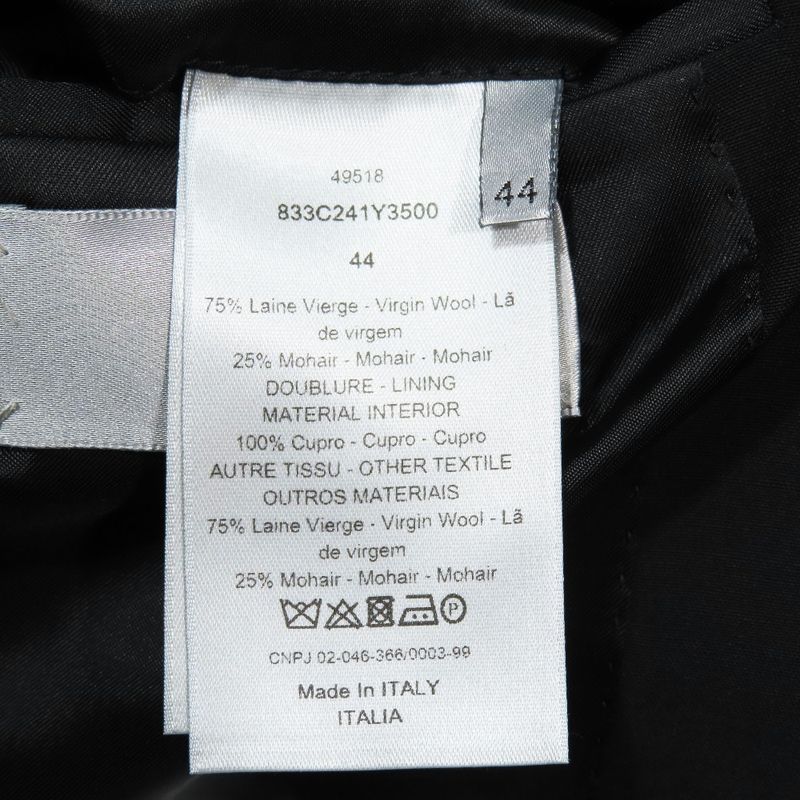 49518
833C241Y3500
44
44
75% Laine Vierge - Virgin Wool - Lã
de virgem
25% Mohair - Mohair - Mohair
DOUBLURE - LINING
MATERIAL INTERIOR
100% Cupro - Cupro - Cupro
AUTRE TISSU - OTHER TEXTILE
OUTROS MATERIAIS
75% Laine Vierge - Virgin Wool - Lã
de virgem
25% Mohair - Mohair - Mohair
P
CNPJ 02-046-366/0003-99
Made In ITALY
ITALIA